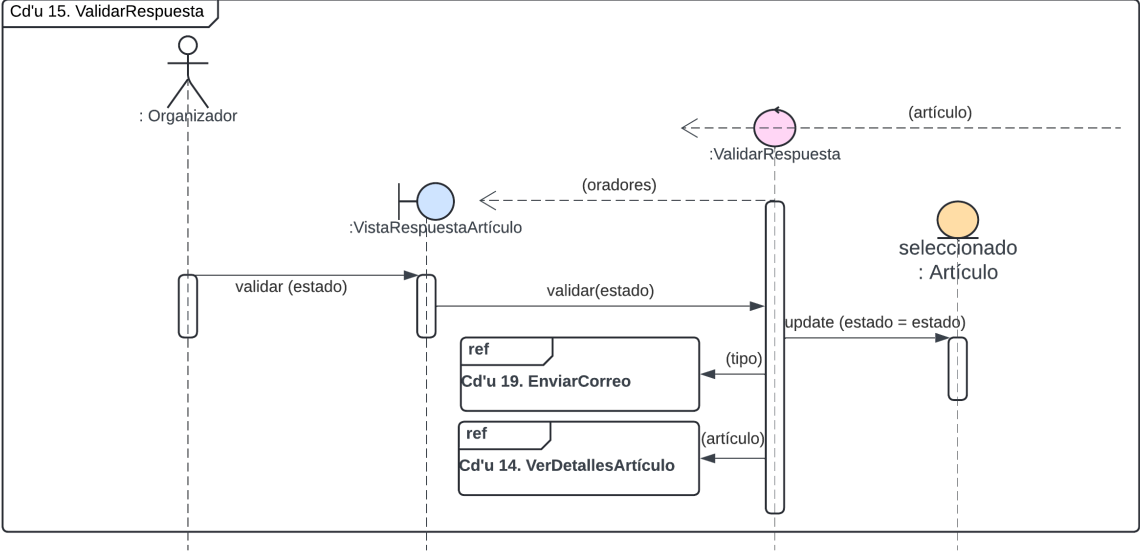 Cd'u 15. ValidarRespuesta
: Organizador
(artículo)
:ValidarRespuesta
(oradores)
:VistaRespuestaArtículo
seleccionado
: Artículo
validar (estado)
validar(estado)
update (estado = estado)
ref
(tipo)
Cd'u 19. EnviarCorreo
ref
(artículo)
Cd'u 14. VerDetallesArtículo